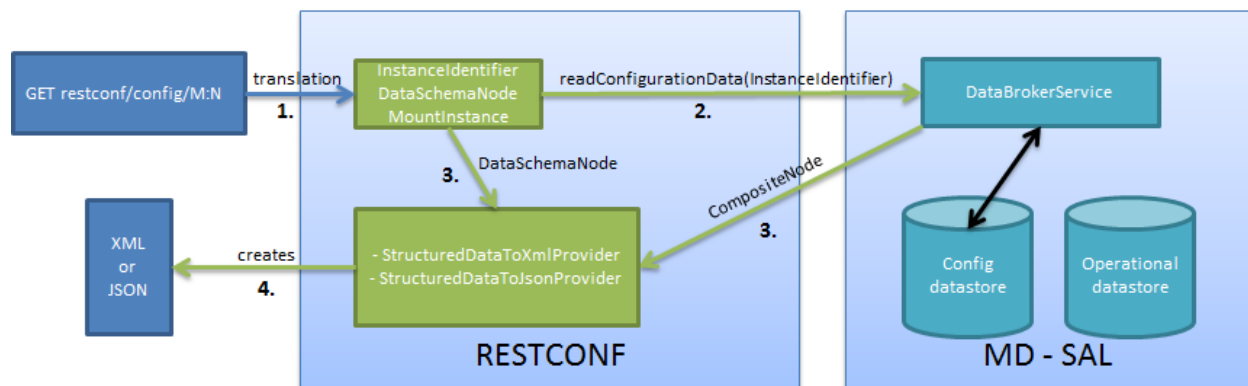 GET restconf/config/M:N
translation
1.
InstanceIdentifier
DataSchemaNode
MountInstance
readConfigurationData(InstanceIdentifier)
2.
DataBrokerService
3.
DataSchemaNode
CompositeNode
3.
XML
or
JSON
creates
4.
- StructuredDataToXmlProvider
- StructuredDataToJsonProvider
Config
datastore
Operational
datastore
RESTCONF
MD - SAL